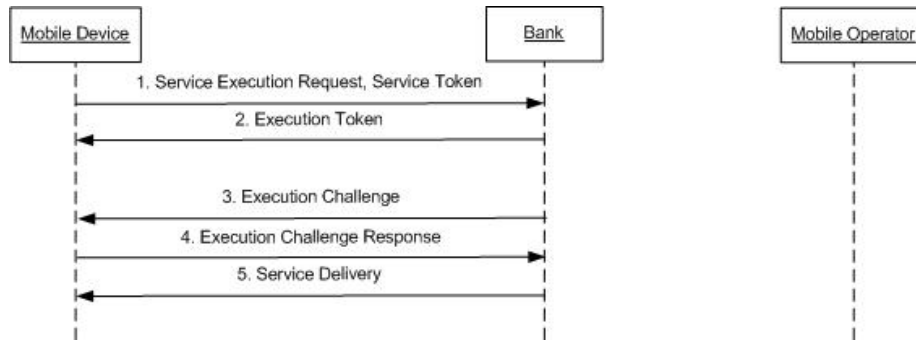 Mobile Device
Bank
Mobile Operator
1. Service Execution Request, Service Token
2. Execution Token
3. Execution Challenge
4. Execution Challenge Response
5. Service Delivery